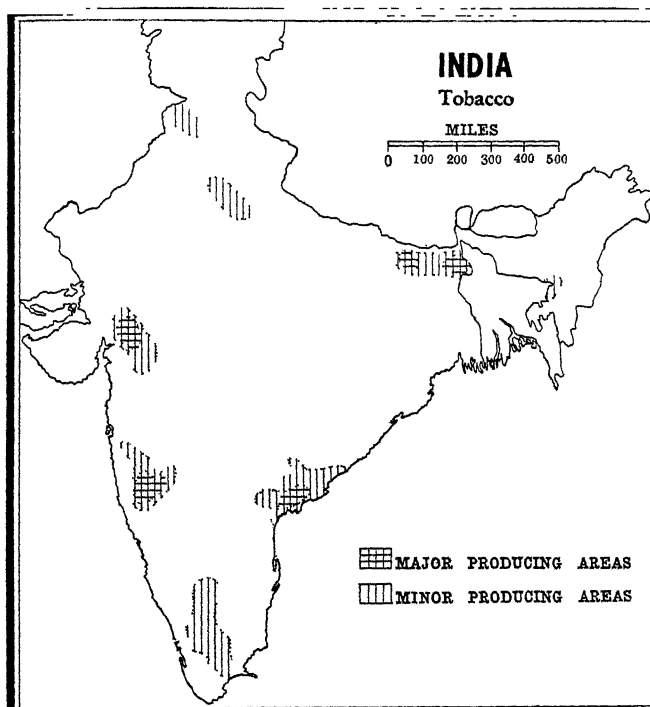 INDIA
Tobacco
MILES
0 100 200 300 400 500
MAJOR PRODUCING AREAS
MINOR PRODUCING AREAS